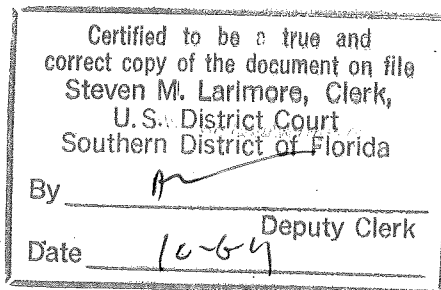 Certified to be a true and
correct copy of the document on file
Steven M. Larimore, Clerk,
U.S. District Court
Southern District of Florida
By
Deputy Clerk
Date